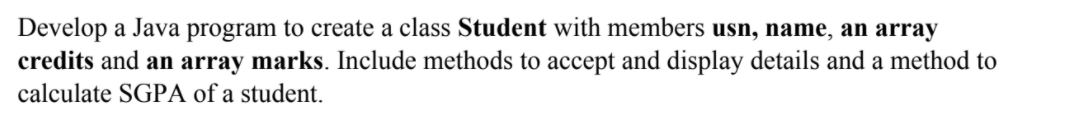 Develop a Java program to create a class Student with members usn, name, an array
credits and an array marks. Include methods to accept and display details and a method to
calculate SGPA of a student.